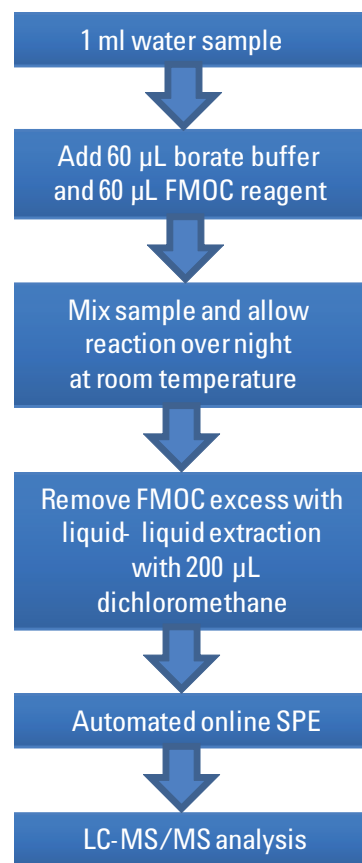 1 ml water sample
Add 60 µL borate buffer
and 60 µL FMOC reagent
Mix sample and allow
reaction over night
at room temperature
Remove FMOC excess with
liquid- liquid extraction
with 200 µL
dichloromethane
Automated online SPE
LC-MS/MS analysis